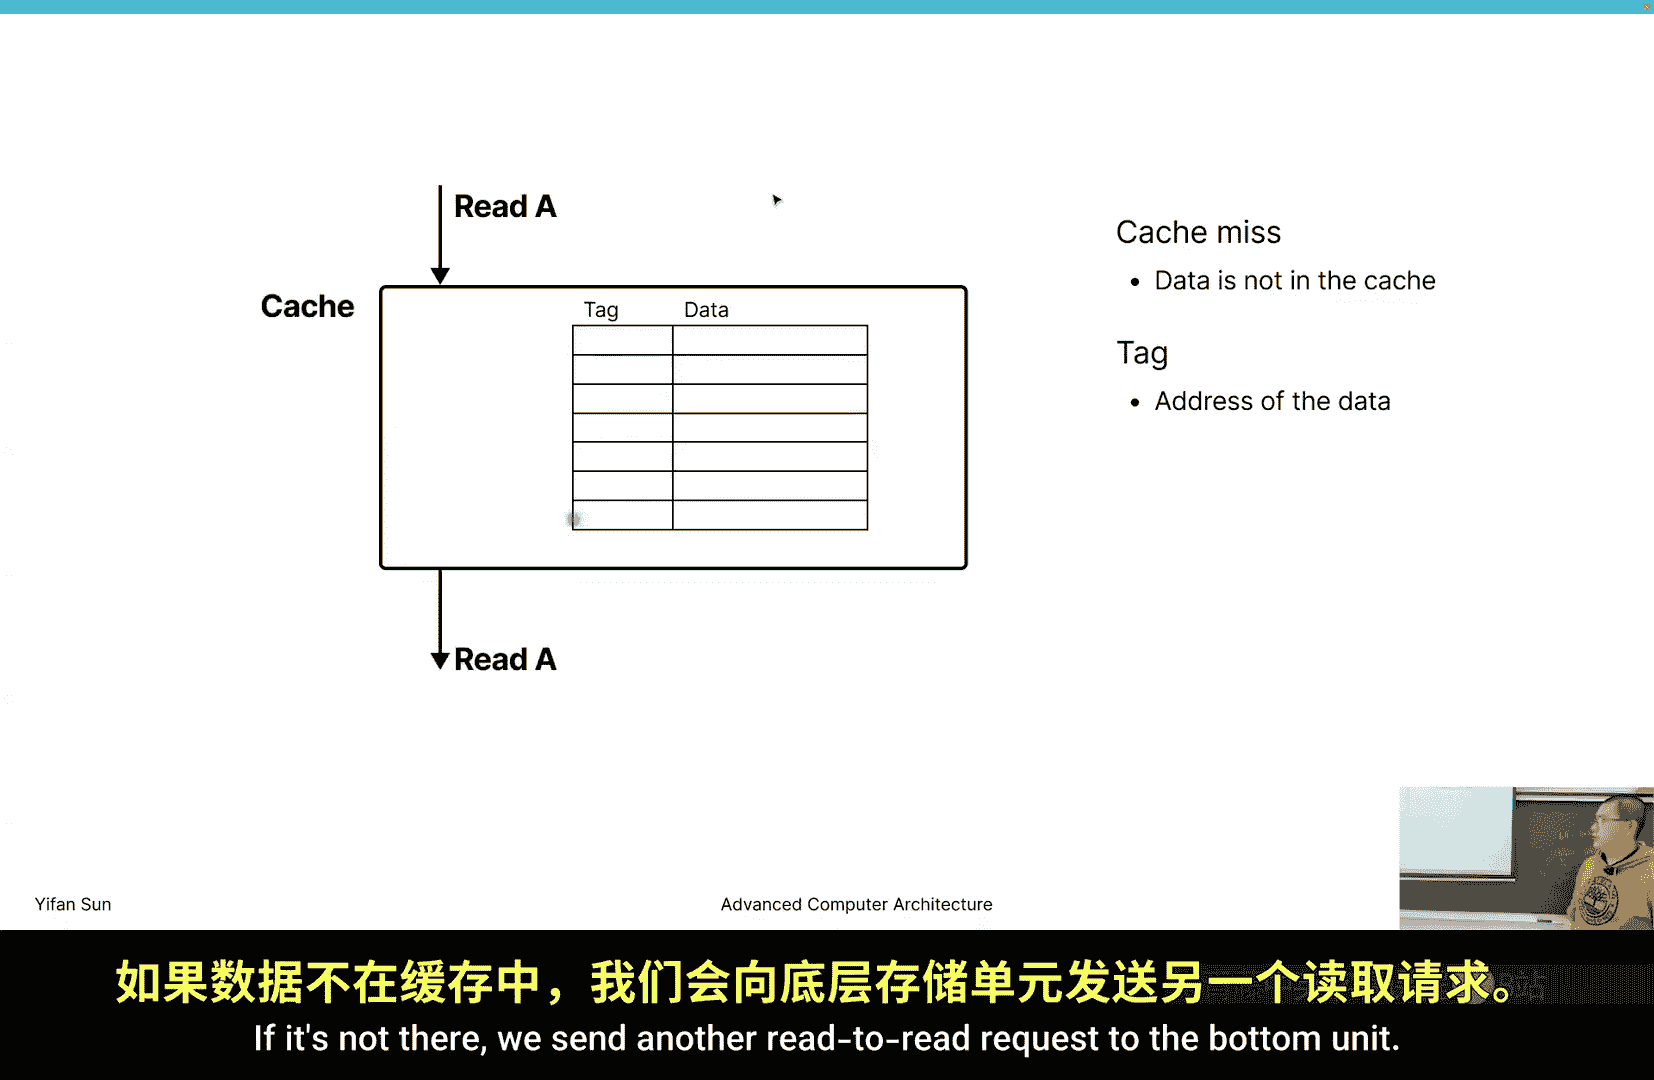 Read A
Cache
Tag Data
Read A
Cache miss
• Data is not in the cache
Tag
• Address of the data
Yifan Sun
Advanced Computer Architecture
如果数据不在缓存中，我们会向底层存储单元发送另一个读取请求。
If it's not there, we send another read-to-read request to the bottom unit.